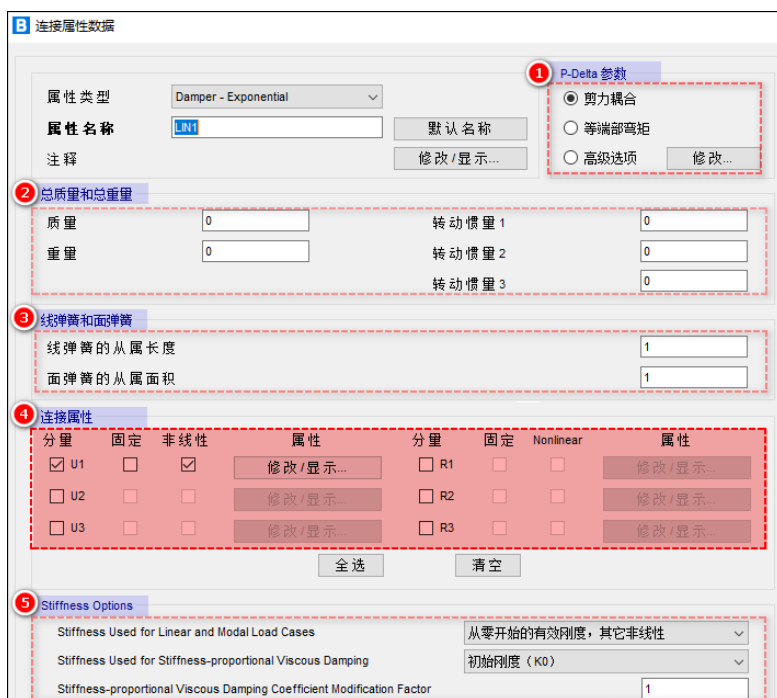 B 连接属性数据
1 P-Delta 参数
属性类型 Damper - Exponential
剪力耦合
属性名称 LIN1 默认名称
等端部弯矩
注释 修改/显示...
高级选项 修改...
2 总质量和总重量
质量 0 转动惯量 1 0
重量 0 转动惯量 2 0
转动惯量 3 0
3 线弹簧和面弹簧
线弹簧的从属长度 1
面弹簧的从属面积 1
4 连接属性
分量 固定 非线性 属性 分量 固定 Nonlinear 属性
U1 修改/显示... R1 修改/显示...
U2 修改/显示... R2 修改/显示...
U3 修改/显示... R3 修改/显示...
全选 清空
5 Stiffness Options
Stiffness Used for Linear and Modal Load Cases 从零开始的有效刚度，其它非线性
Stiffness Used for Stiffness-proportional Viscous Damping 初始刚度（K0）
Stiffness-proportional Viscous Damping Coefficient Modification Factor 1